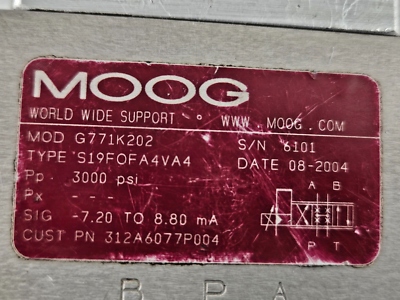 MOOG
WORLD WIDE SUPPORT ° WWW.MOOG.COM
MOD G771K202 S/N 6101
TYPE S19FOFA4VA4 DATE 08-2004
Pp 3000 psi
A B
Px - - -
SIG -7.20 TO 8.80 mA
P T
CUST PN 312A6077P004
B P A